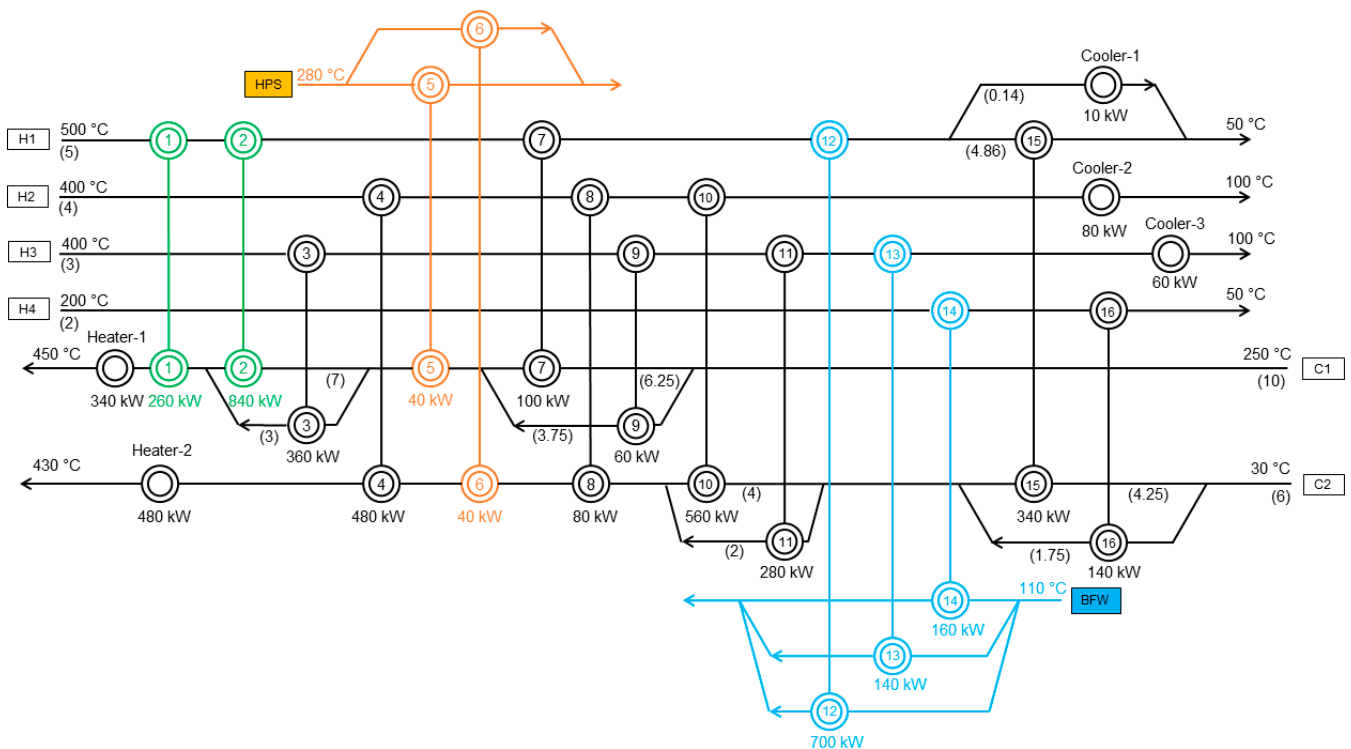 6
HPS
280 °C
5
Cooler-1
(0.14)
10 kW
H1
500 °C
(5)
1
2
7
12
(4.86)
15
50 °C
H2
400 °C
(4)
4
8
10
Cooler-2
80 kW
100 °C
H3
400 °C
(3)
3
9
11
13
Cooler-3
60 kW
100 °C
H4
200 °C
(2)
14
16
50 °C
Heater-1
450 °C
340 kW
1
260 kW
2
840 kW
(7)
5
40 kW
7
100 kW
(6.25)
250 °C
(10)
C1
(3)
3
360 kW
(3.75)
9
60 kW
Heater-2
430 °C
480 kW
4
480 kW
6
40 kW
8
80 kW
10
560 kW
(4)
15
340 kW
(4.25)
30 °C
(6)
C2
(2)
11
280 kW
(1.75)
16
140 kW
14
160 kW
110 °C
BFW
13
140 kW
12
700 kW